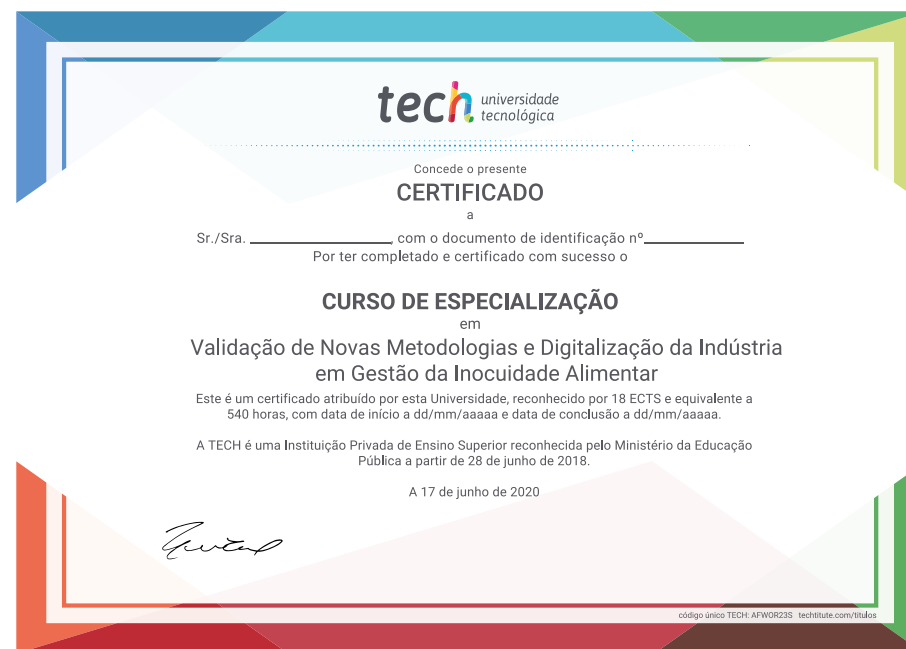 tech universidade
tecnológica
Concede o presente
CERTIFICADO
a
Sr./Sra. ____________________, com o documento de identificação nº______________
Por ter completado e certificado com sucesso o
CURSO DE ESPECIALIZAÇÃO
em
Validação de Novas Metodologias e Digitalização da Indústria
em Gestão da Inocuidade Alimentar
Este é um certificado atribuído por esta Universidade, reconhecido por 18 ECTS e equivalente a
540 horas, com data de início a dd/mm/aaaaa e data de conclusão a dd/mm/aaaaa.
A TECH é uma Instituição Privada de Ensino Superior reconhecida pelo Ministério da Educação
Pública a partir de 28 de junho de 2018.
A 17 de junho de 2020
código único TECH: AFWOR23S techtitute.com/titulos